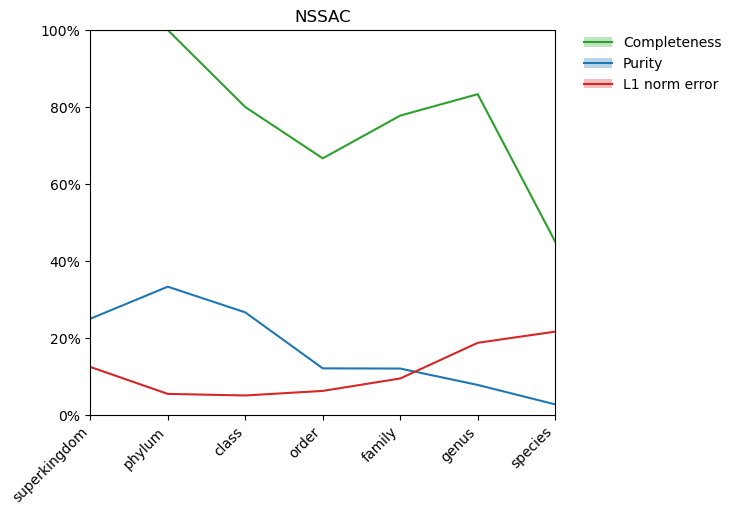 NSSAC
100%
80%
60%
40%
20%
0%
superkingdom
phylum
class
order
family
genus
species
Completeness
Purity
L1 norm error